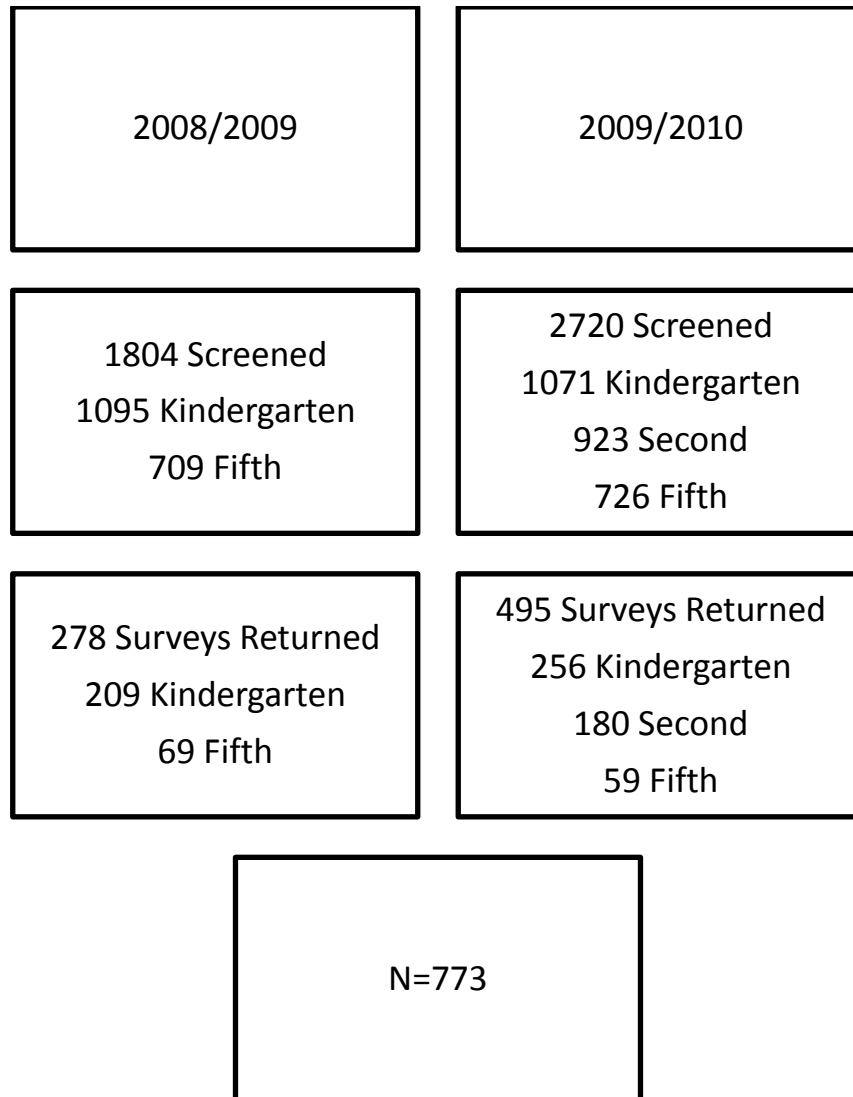 2008/2009
2009/2010
1804 Screened
1095 Kindergarten
709 Fifth
2720 Screened
1071 Kindergarten
923 Second
726 Fifth
278 Surveys Returned
209 Kindergarten
69 Fifth
495 Surveys Returned
256 Kindergarten
180 Second
59 Fifth
N=773